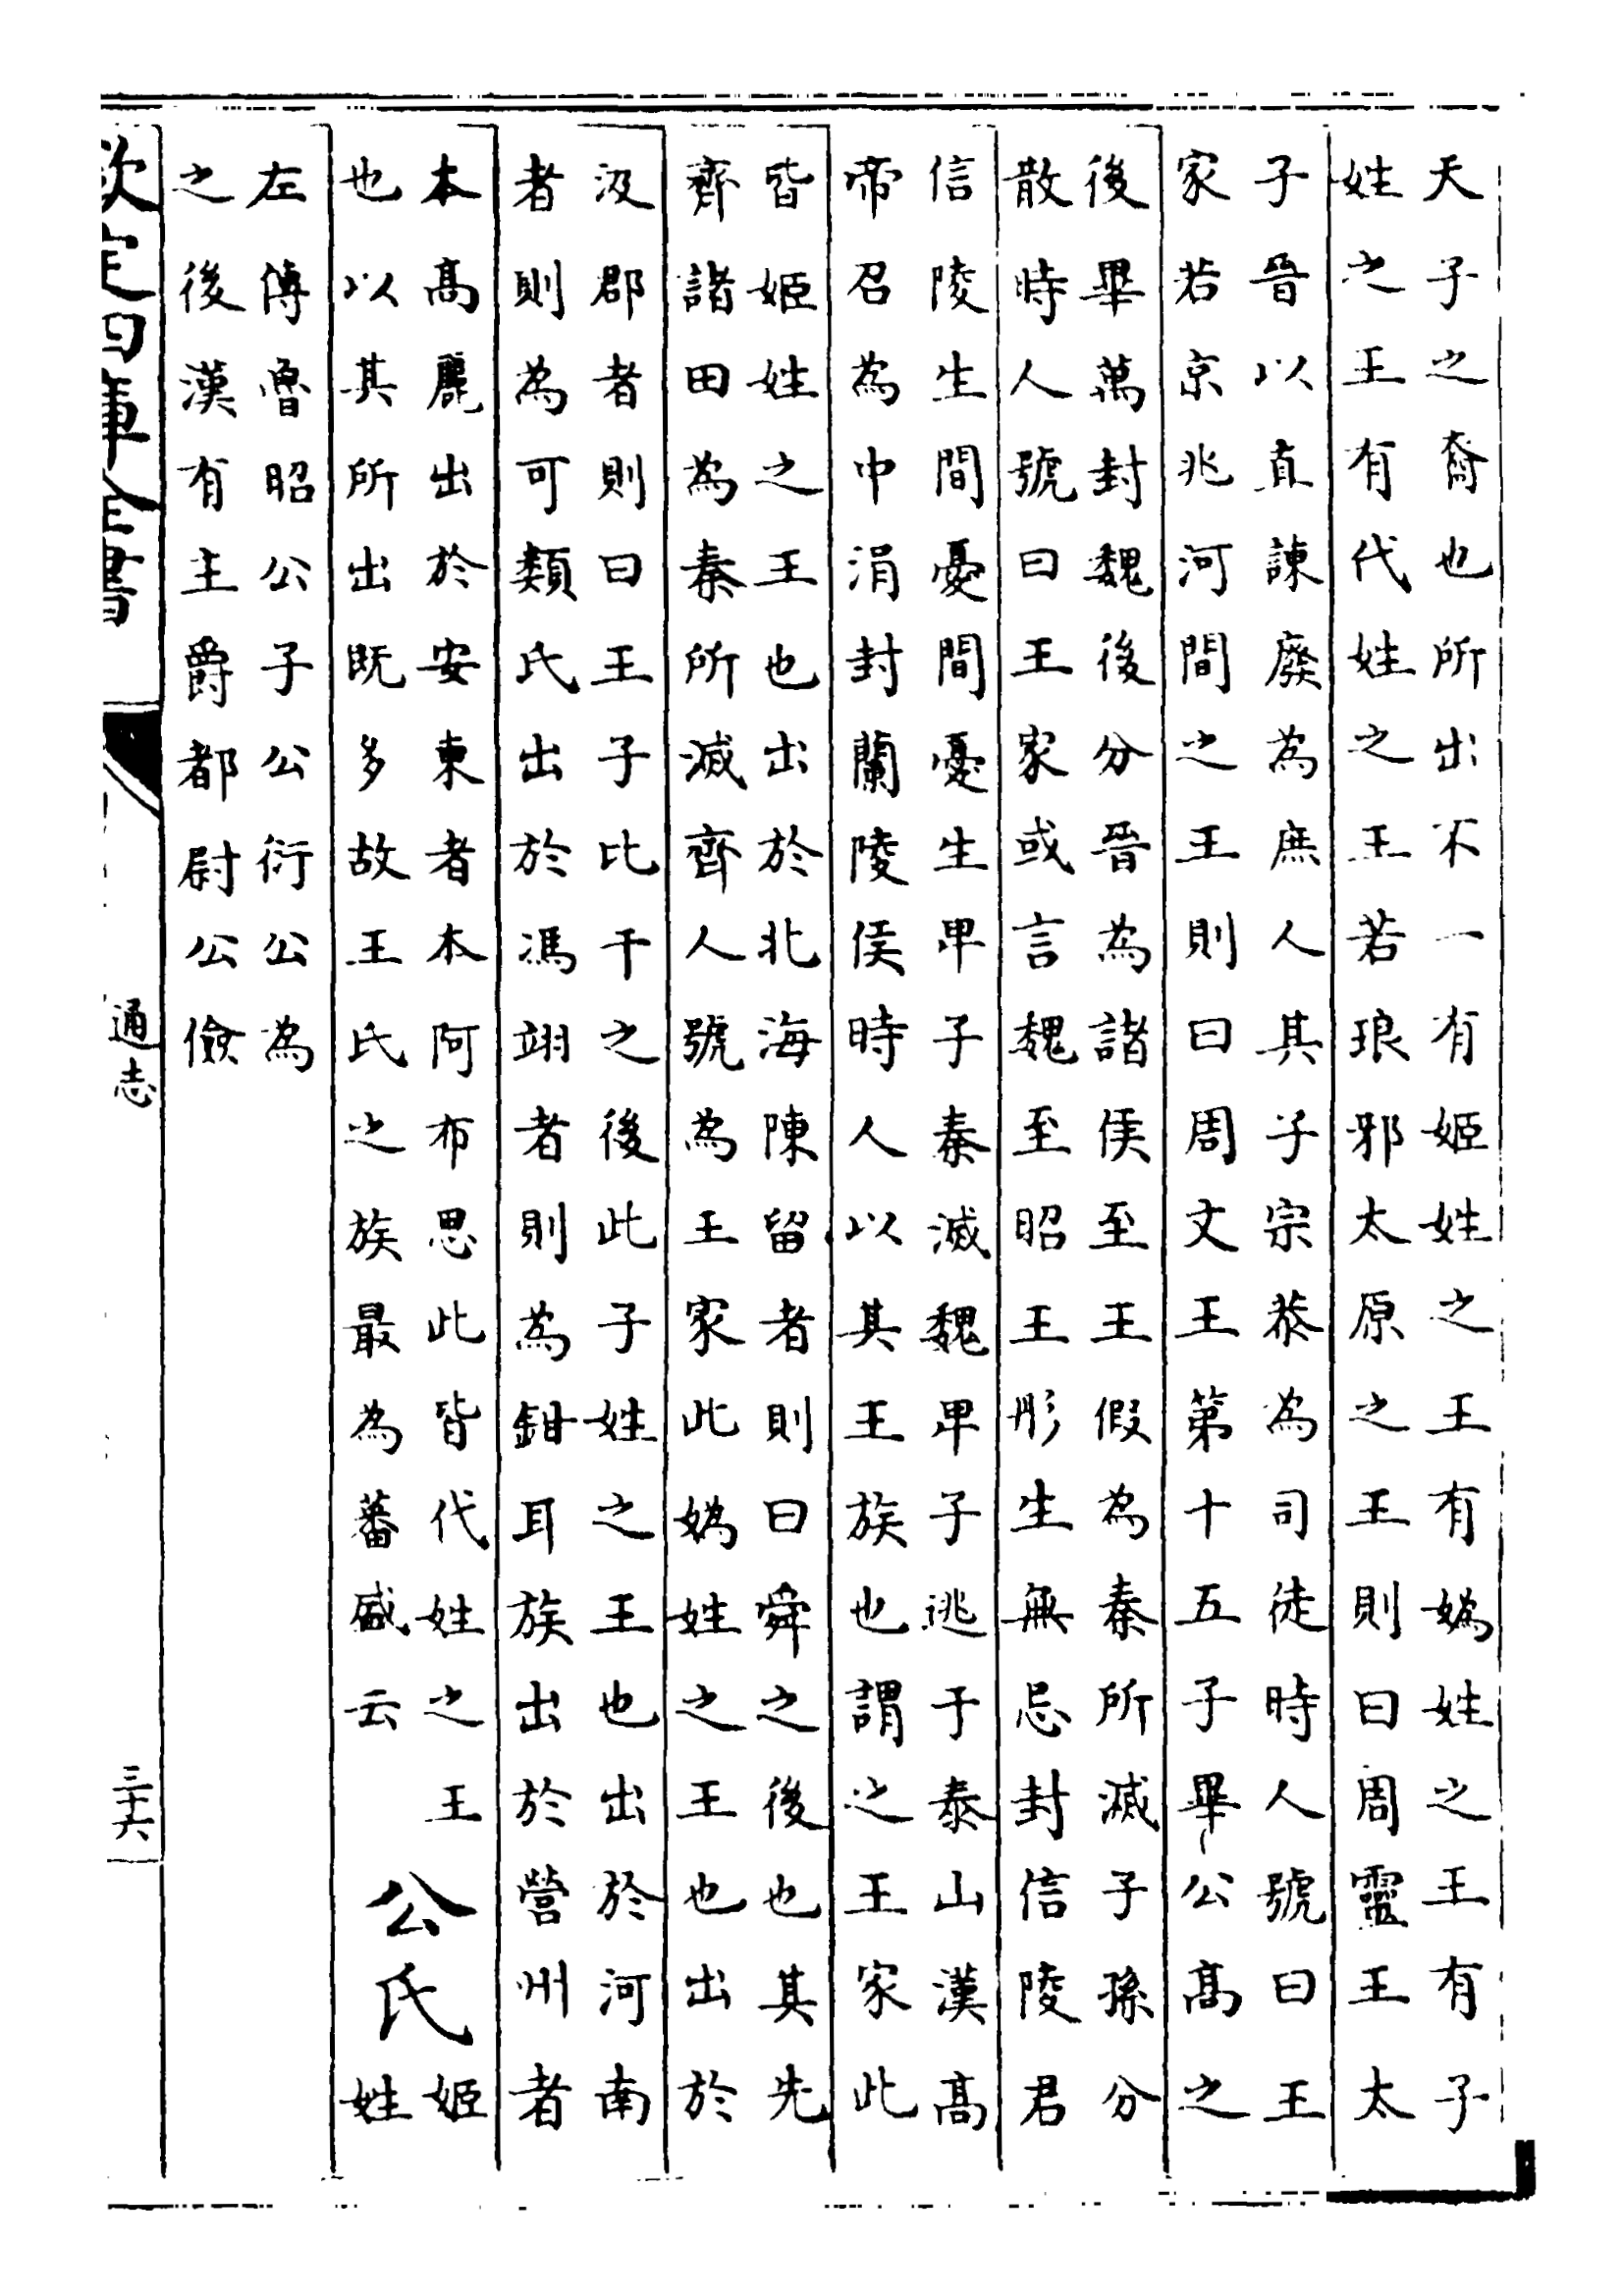 天子之裔也所出不一有姬姓之王有媯姓之王有子
姓之王有代姓之王若琅邪太原之王則曰周靈王太
子晉以直諫廢為庶人其子宗恭為司徒時人號曰王
家若京兆河間之王則曰周文王第十五子畢公高之
後畢萬封魏後分晉為諸侯至王假為秦所滅子孫分
散時人號曰王家或言魏至昭王王彤生無忌封信陵君
信陵生間憂間憂生卑子秦滅魏卑子逃于泰山漢高
帝召為中涓封蘭陵侯時人以其王族也謂之王家此
皆姬姓之王也出於北海陳留者則曰舜之後也其先
齊諸田為秦所滅齊人號為王家此媯姓之王也出於
汲郡者則曰王子比干之後此子姓之王也出於河南
者則為可類氏出於馮翊者則為鉗耳族出於營州者
本高麗出於安東者本阿布思此皆代姓之王
也以其所出既多故王氏之族最為蕃盛云
公氏
姬
姓
左傳魯昭公子公衍公為
之後漢有主爵都尉公儉
欽定四庫全書
通志
三十六